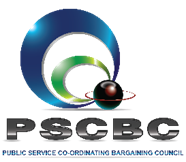 PSCBC
PUBLIC SERVICE CO-ORDINATING BARGAINING COUNCIL